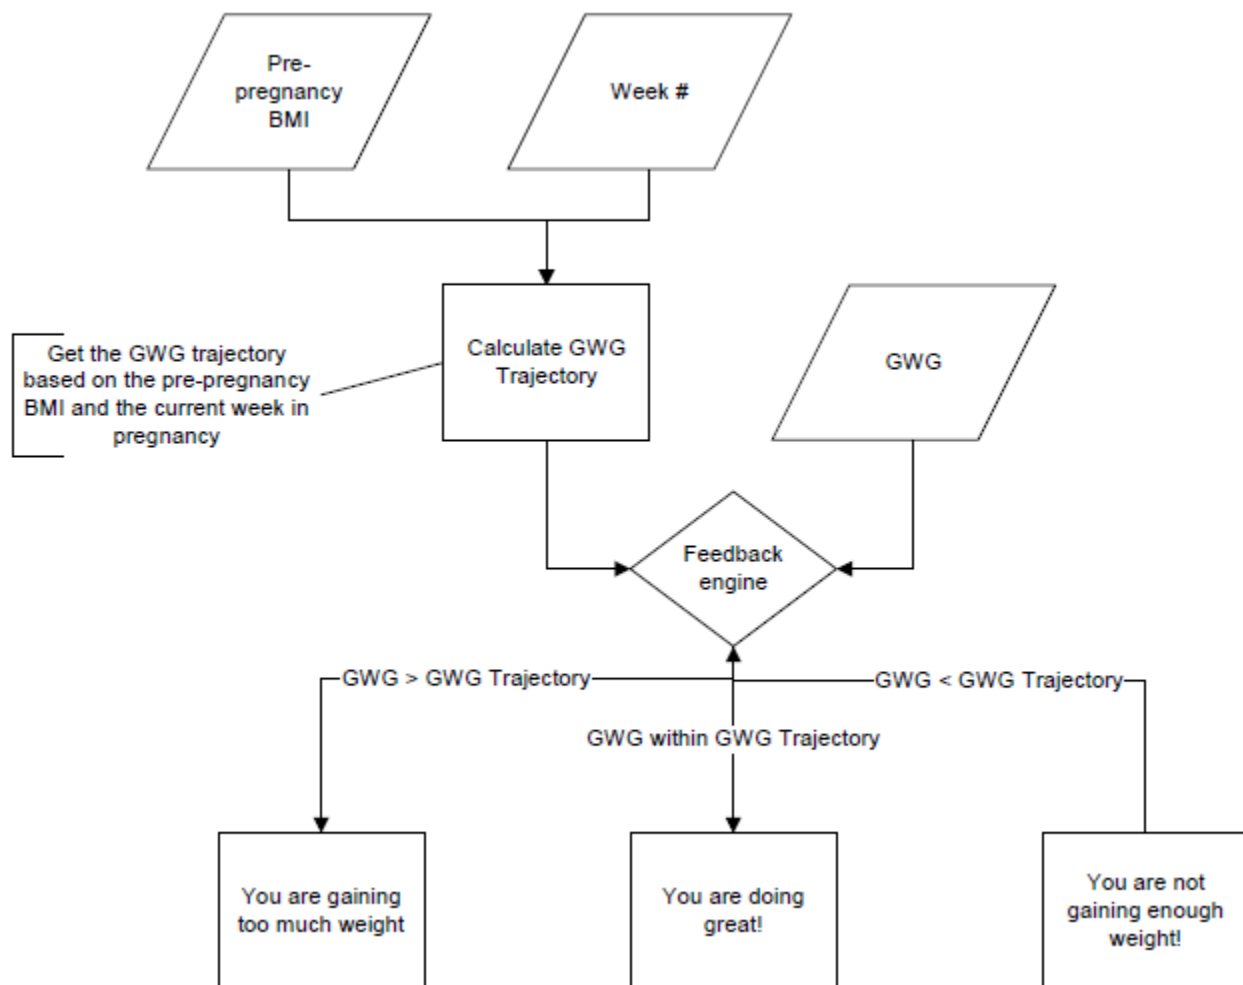 Pre-
pregnancy
BMI
Week #
Get the GWG trajectory
based on the pre-pregnancy
BMI and the current week in
pregnancy
Calculate GWG
Trajectory
GWG
Feedback
engine
GWG > GWG Trajectory
GWG < GWG Trajectory
GWG within GWG Trajectory
You are gaining
too much weight
You are doing
great!
You are not
gaining enough
weight!